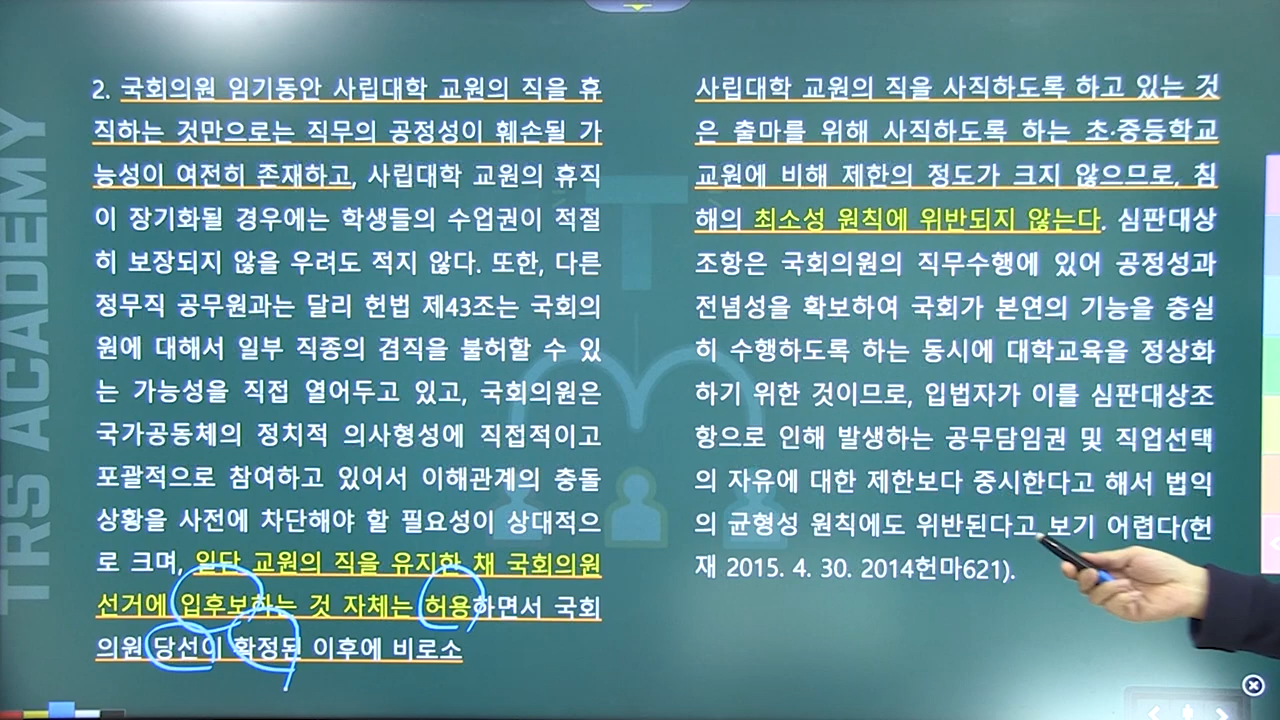 2. 국회의원 임기동안 사립대학 교원의 직을 휴
직하는 것만으로는 직무의 공정성이 훼손될 가
능성이 여전히 존재하고, 사립대학 교원의 휴직
이 장기화될 경우에는 학생들의 수업권이 적절
히 보장되지 않을 우려도 적지 않다. 또한, 다른
정무직 공무원과는 달리 헌법 제43조는 국회의
원에 대해서 일부 직종의 겸직을 불허할 수 있
는 가능성을 직접 열어두고 있고, 국회의원은
국가공동체의 정치적 의사형성에 직접적이고
포괄적으로 참여하고 있어서 이해관계의 충돌
상황을 사전에 차단해야 할 필요성이 상대적으
로 크며, 일단 교원의 직을 유지한 채 국회의원
선거에 입후보하는 것 자체는 허용하면서 국회
의원 당선이 확정된 이후에 비로소
사립대학 교원의 직을 사직하도록 하고 있는 것
은 출마를 위해 사직하도록 하는 초·중등학교
교원에 비해 제한의 정도가 크지 않으므로, 침
해의 최소성 원칙에 위반되지 않는다. 심판대상
조항은 국회의원의 직무수행에 있어 공정성과
전념성을 확보하여 국회가 본연의 기능을 충실
히 수행하도록 하는 동시에 대학교육을 정상화
하기 위한 것이므로, 입법자가 이를 심판대상조
항으로 인해 발생하는 공무담임권 및 직업선택
의 자유에 대한 제한보다 중시한다고 해서 법익
의 균형성 원칙에도 위반된다고 보기 어렵다(헌
재 2015. 4. 30. 2014헌마621).
TRS ACADEMY